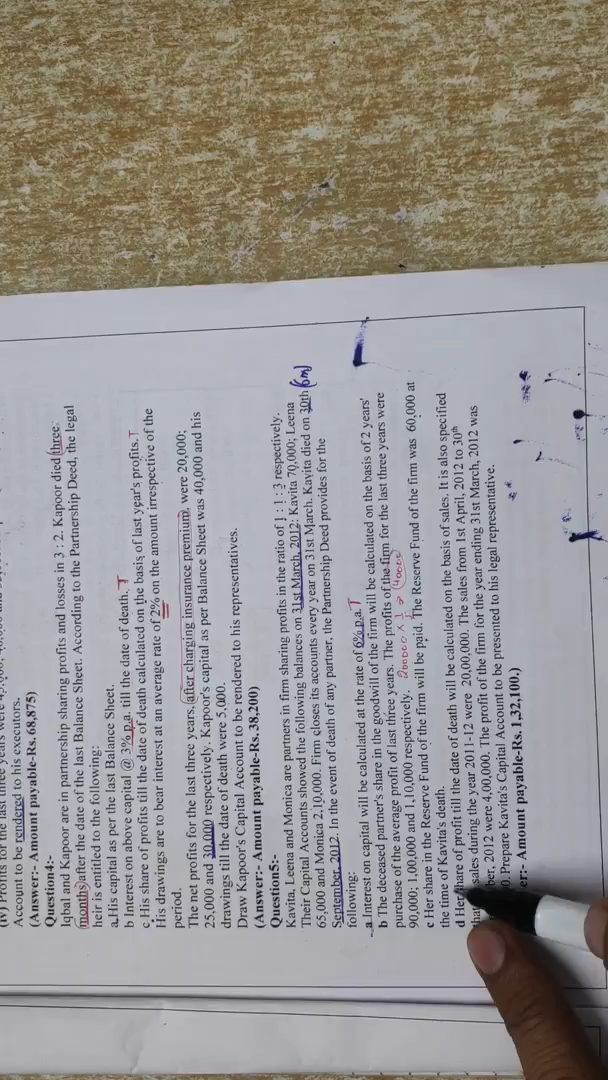 (iv) Profits for the last three years were
Account to be rendered to his executors.
(Answer:- Amount payable-Rs. 68,875)
Question4:-
Iqbal and Kapoor are in partnership sharing profits and losses in 3 : 2. Kapoor died three
months after the date of the last Balance Sheet. According to the Partnership Deed, the legal
heir is entitled to the following:
a His capital as per the last Balance Sheet.
b Interest on above capital @ 3% p.a. till the date of death. T
c His share of profits till the date of death calculated on the basis of last year's profits. T
His drawings are to bear interest at an average rate of 2% on the amount irrespective of the
period.
The net profits for the last three years, after charging insurance premium, were 20,000;
25,000 and 30,000 respectively. Kapoor's capital as per Balance Sheet was 40,000 and his
drawings till the date of death were 5,000.
Draw Kapoor's Capital Account to be rendered to his representatives.
(Answer:- Amount payable-Rs. 38,200)
Question5:-
Kavita, Leena and Monica are partners in firm sharing profits in the ratio of 1 : 1 : 3 respectively.
Their Capital Accounts showed the following balances on 31st March, 2012: Kavita 70,000; Leena
65,000 and Monica 2,10,000. Firm closes its accounts every year on 31st March. Kavita died on 30th (6m)
September, 2012. In the event of death of any partner, the Partnership Deed provides for the
following:
a Interest on capital will be calculated at the rate of 6% p.a. T
b The deceased partner's share in the goodwill of the firm will be calculated on the basis of 2 years'
purchase of the average profit of last three years. The profits of the firm for the last three years were
90,000; 1,00,000 and 1,10,000 respectively. 200000 × 1/5 = 40000
c Her share in the Reserve Fund of the firm will be paid. The Reserve Fund of the firm was 60,000 at
the time of Kavita's death.
d Her share of profit till the date of death will be calculated on the basis of sales. It is also specified
that sales during the year 2011-12 were 20,00,000. The sales from 1st April, 2012 to 30th
ber, 2012 were 4,00,000. The profit of the firm for the year ending 31st March, 2012 was
0. Prepare Kavita's Capital Account to be presented to his legal representative.
er:- Amount payable-Rs. 1,32,100.)